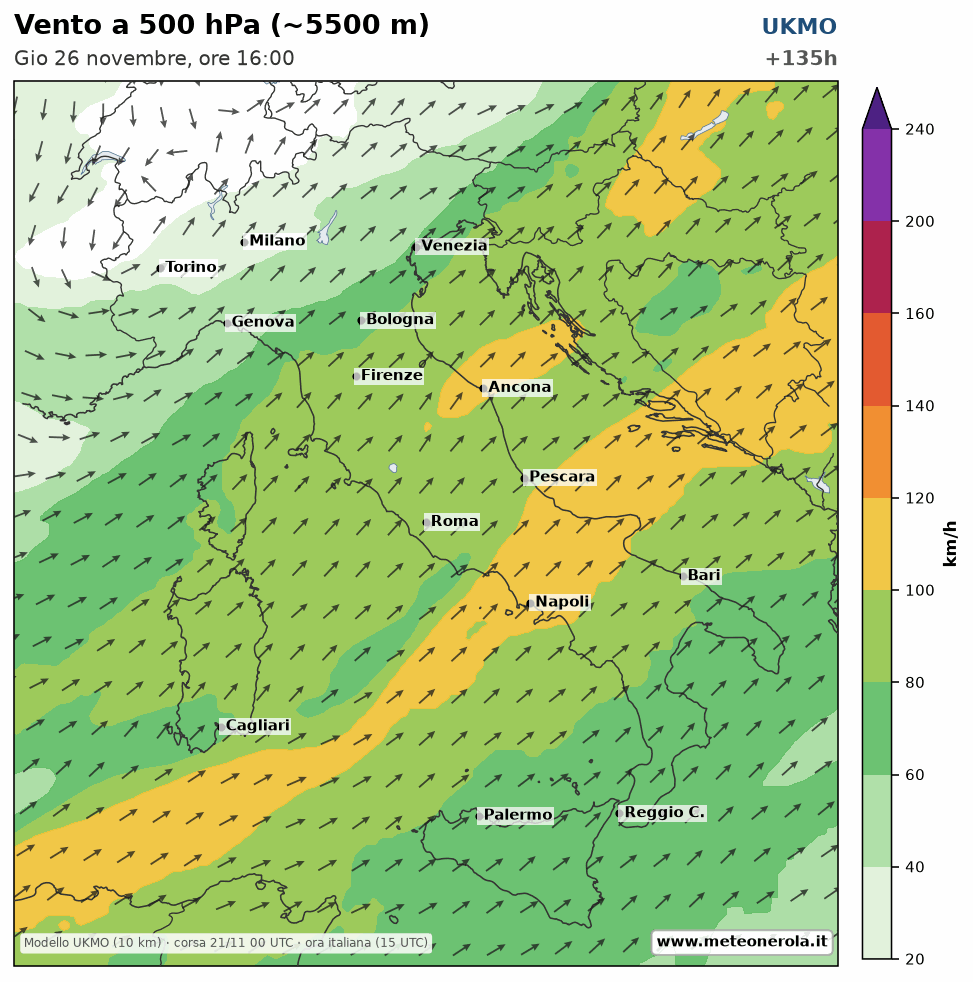 Vento a 500 hPa (~5500 m)
UKMO
Gio 26 novembre, ore 16:00
+135h
Milano
Venezia
Torino
Genova
Bologna
Firenze
Ancona
Pescara
Roma
Bari
Napoli
Cagliari
Palermo
Reggio C.
240
200
160
140
120
100
80
60
40
20
km/h
Modello UKMO (10 km) · corsa 21/11 00 UTC · ora italiana (15 UTC)
www.meteonerola.it